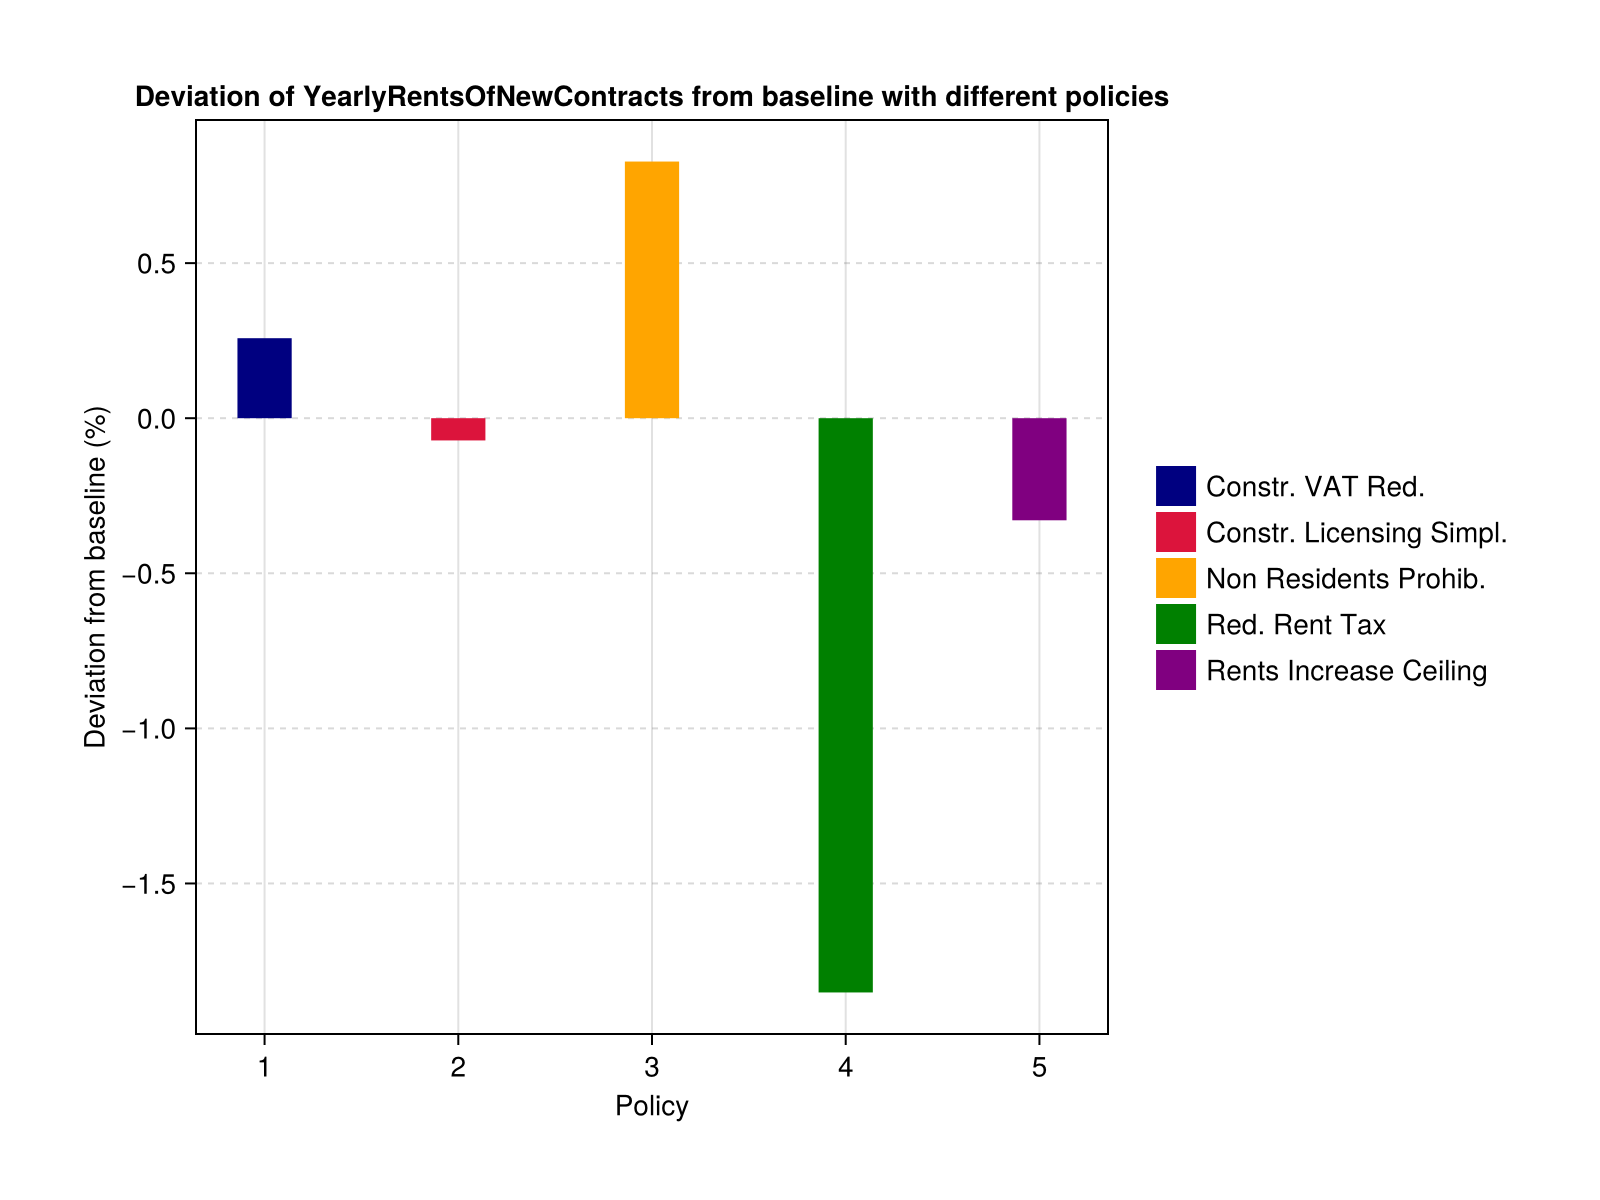 Deviation of YearlyRentsOfNewContracts from baseline with different policies
Deviation from baseline (%)
0.5
0.0
−0.5
−1.0
−1.5
1 2 3 4 5
Policy
Constr. VAT Red.
Constr. Licensing Simpl.
Non Residents Prohib.
Red. Rent Tax
Rents Increase Ceiling